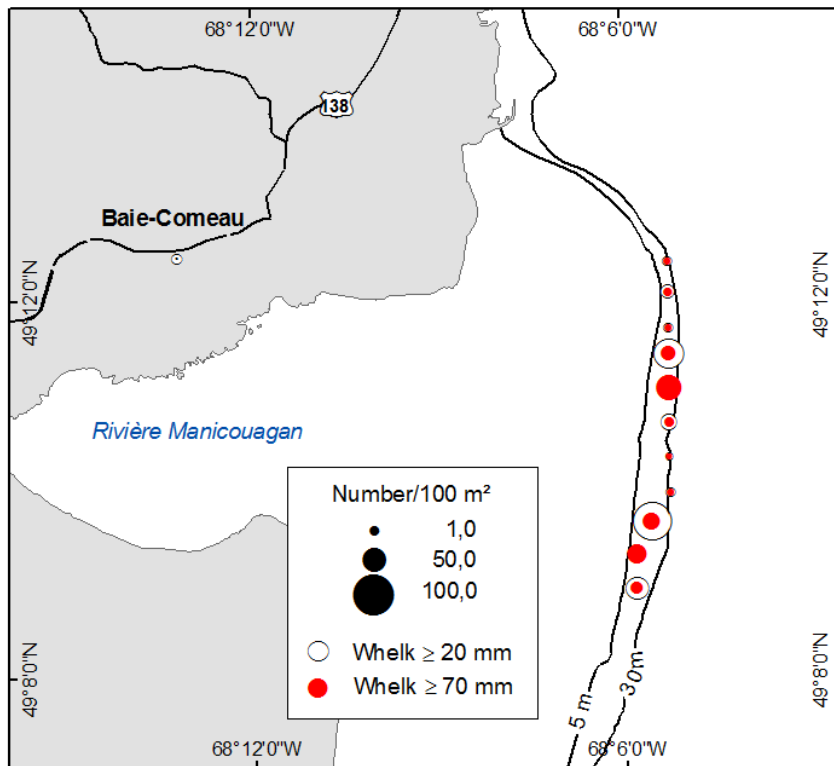 68°12'0"W
68°6'0"W
138
Baie-Comeau
49°12'0"N
49°12'0"N
Rivière Manicouagan
Number/100 m²
1,0
50,0
100,0
Whelk ≥ 20 mm
Whelk ≥ 70 mm
49°8'0"N
49°8'0"N
5 m
30m
68°12'0"W
68°6'0"W